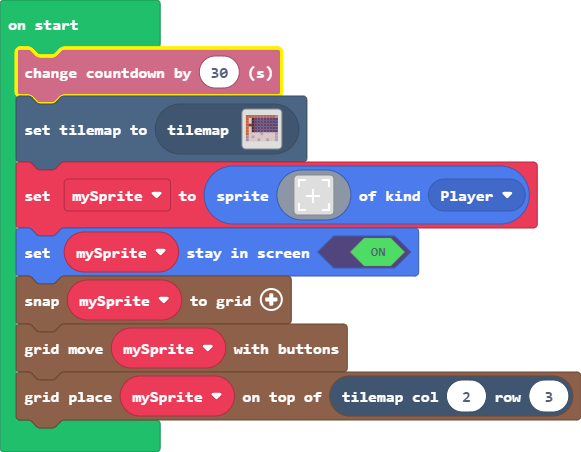 on start
change countdown by 30 (s)
set tilemap to tilemap
set mySprite to sprite of kind Player
set mySprite stay in screen ON
snap mySprite to grid
grid move mySprite with buttons
grid place mySprite on top of tilemap col 2 row 3